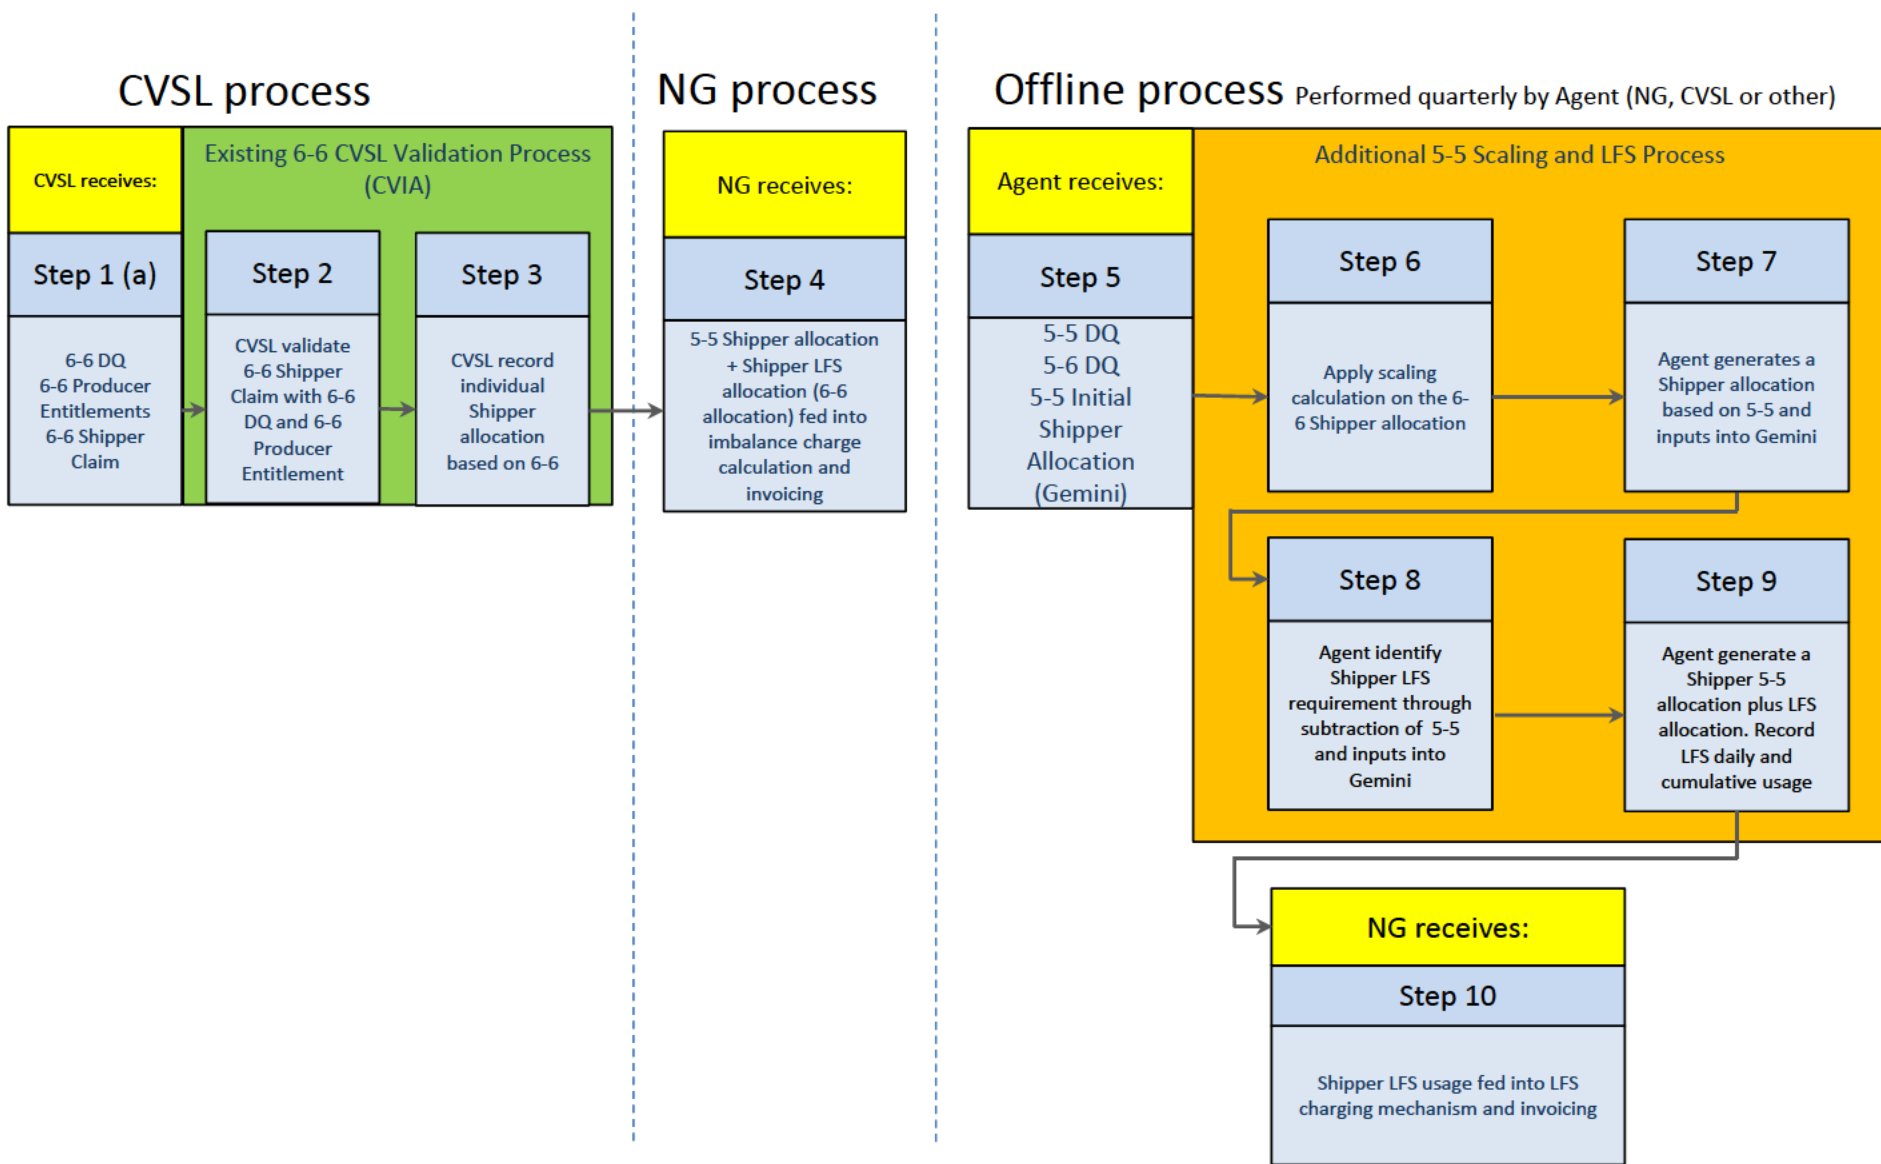 CVSL process
NG process
Offline process Performed quarterly by Agent (NG, CVSL or other)
CVSL receives:
Existing 6-6 CVSL Validation Process
(CVIA)
Step 1 (a)
6-6 DQ
6-6 Producer
Entitlements
6-6 Shipper
Claim
Step 2
CVSL validate
6-6 Shipper
Claim with 6-6
DQ and 6-6
Producer
Entitlement
Step 3
CVSL record
individual
Shipper
allocation
based on 6-6
NG receives:
Step 4
5-5 Shipper allocation
+ Shipper LFS
allocation (6-6
allocation) fed into
imbalance charge
calculation and
invoicing
Agent receives:
Step 5
5-5 DQ
5-6 DQ
5-5 Initial
Shipper
Allocation
(Gemini)
Additional 5-5 Scaling and LFS Process
Step 6
Apply scaling
calculation on the 6-
6 Shipper allocation
Step 7
Agent generates a
Shipper allocation
based on 5-5 and
inputs into Gemini
Step 8
Agent identify
Shipper LFS
requirement through
subtraction of 5-5
and inputs into
Gemini
Step 9
Agent generate a
Shipper 5-5
allocation plus LFS
allocation. Record
LFS daily and
cumulative usage
NG receives:
Step 10
Shipper LFS usage fed into LFS
charging mechanism and invoicing